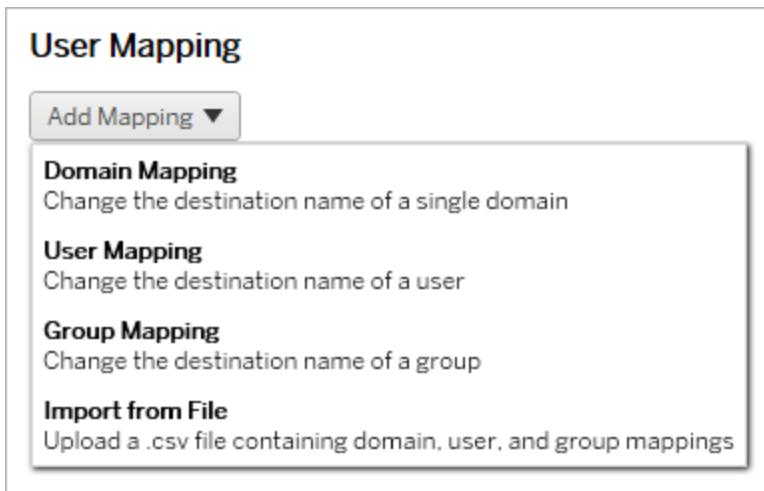 User Mapping
Add Mapping ▼
Domain Mapping
Change the destination name of a single domain
User Mapping
Change the destination name of a user
Group Mapping
Change the destination name of a group
Import from File
Upload a .csv file containing domain, user, and group mappings